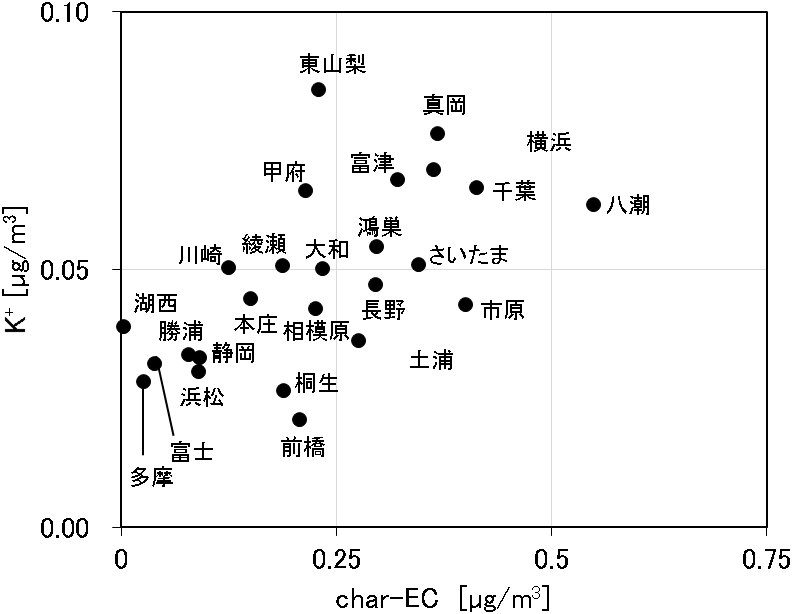 0.10
東山梨
真岡
横浜
富津
甲府
千葉
八潮
鴻巣
綾瀬
大和
さいたま
川崎
0.05
K⁺ [μg/m³]
湖西
長野
市原
本庄
相模原
勝浦
静岡
土浦
浜松
桐生
前橋
富士
多摩
0.00
0
0.25
0.5
0.75
char-EC [μg/m³]